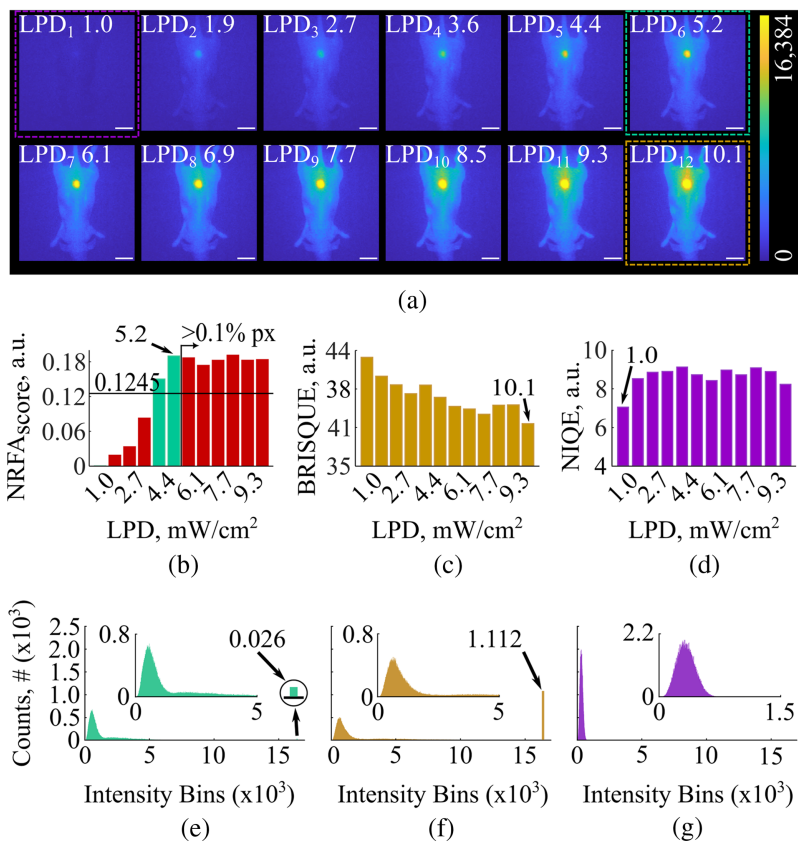 LPD1 1.0 LPD2 1.9 LPD3 2.7 LPD4 3.6 LPD5 4.4 LPD6 5.2
LPD7 6.1 LPD8 6.9 LPD9 7.7 LPD10 8.5 LPD11 9.3 LPD12 10.1
16,384
0
(a)
NRFAscore, a.u.
0.18
0.12
0.06
0
5.2
>0.1% px
0.1245
1.0 2.7 4.4 6.1 7.7 9.3
LPD, mW/cm²
(b)
BRISQUE, a.u.
44
38
41
35
10.1
1.0 2.7 4.4 6.1 7.7 9.3
LPD, mW/cm²
(c)
NIQE, a.u.
10
8
6
4
1.0
1.0 2.7 4.4 6.1 7.7 9.3
LPD, mW/cm²
(d)
Counts, # (x10³)
2.5
2.0
1.5
1.0
0.5
0
0.8
0
0 5
0.026
0 5 10 15
Intensity Bins (x10³)
(e)
0.8
0
0 5
1.112
0 5 10 15
Intensity Bins (x10³)
(f)
2.2
0
0 1.5
0 5 10 15
Intensity Bins (x10³)
(g)